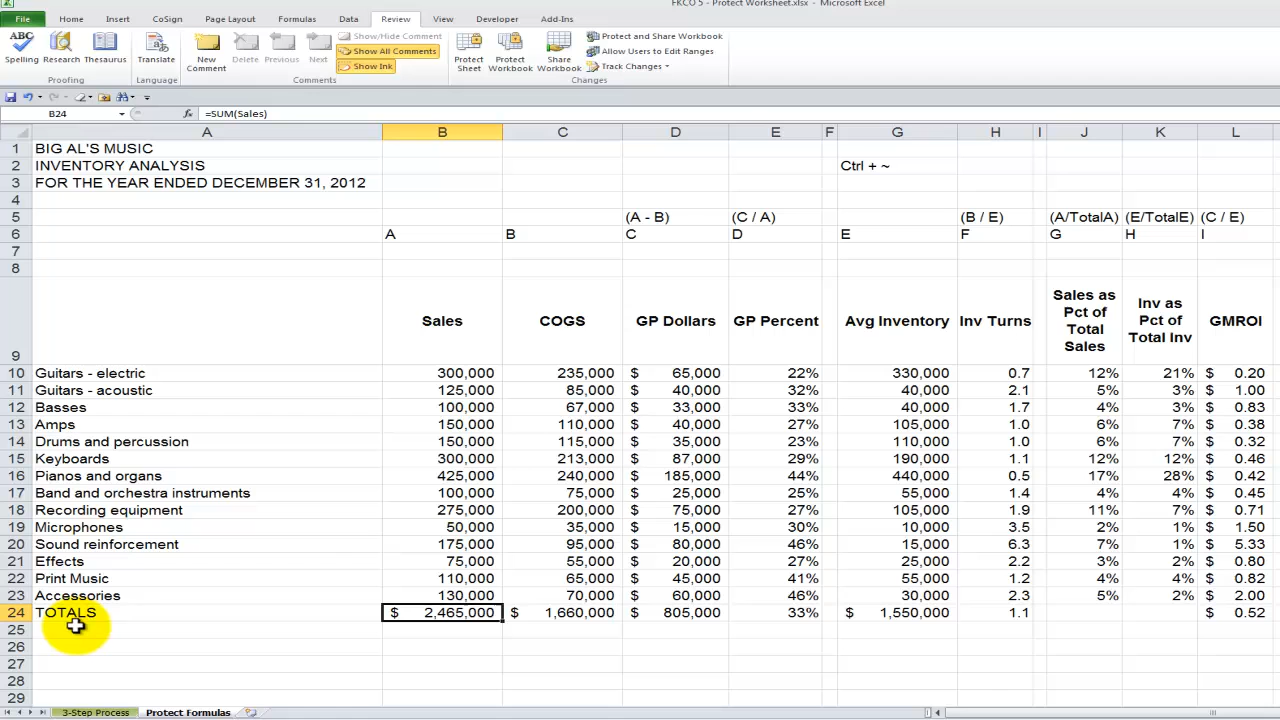 FKCO 5 - Protect Worksheet.xlsx - Microsoft Excel
File Home Insert CoSign Page Layout Formulas Data Review View Developer Add-Ins
ABC
Spelling Research Thesaurus
Translate
New Comment Delete Previous Next
Show/Hide Comment
Show All Comments
Show Ink
Protect Sheet Protect Workbook Share Workbook
Protect and Share Workbook
Allow Users to Edit Ranges
Track Changes
Proofing Language Comments Changes
B24 fx =SUM(Sales)
A B C D E F G H I J K L
1 BIG AL'S MUSIC
2 INVENTORY ANALYSIS Ctrl + ~
3 FOR THE YEAR ENDED DECEMBER 31, 2012
4
5 (A - B) (C / A) (B / E) (A/TotalA) (E/TotalE) (C / E)
6 A B C D E F G H I
7
8
9 Sales COGS GP Dollars GP Percent Avg Inventory Inv Turns Sales as Pct of Total Sales Inv as Pct of Total Inv GMROI
10 Guitars - electric 300,000 235,000 $ 65,000 22% 330,000 0.7 12% 21% $ 0.20
11 Guitars - acoustic 125,000 85,000 $ 40,000 32% 40,000 2.1 5% 3% $ 1.00
12 Basses 100,000 67,000 $ 33,000 33% 40,000 1.7 4% 3% $ 0.83
13 Amps 150,000 110,000 $ 40,000 27% 105,000 1.0 6% 7% $ 0.38
14 Drums and percussion 150,000 115,000 $ 35,000 23% 110,000 1.0 6% 7% $ 0.32
15 Keyboards 300,000 213,000 $ 87,000 29% 190,000 1.1 12% 12% $ 0.46
16 Pianos and organs 425,000 240,000 $ 185,000 44% 440,000 0.5 17% 28% $ 0.42
17 Band and orchestra instruments 100,000 75,000 $ 25,000 25% 55,000 1.4 4% 4% $ 0.45
18 Recording equipment 275,000 200,000 $ 75,000 27% 105,000 1.9 11% 7% $ 0.71
19 Microphones 50,000 35,000 $ 15,000 30% 10,000 3.5 2% 1% $ 1.50
20 Sound reinforcement 175,000 95,000 $ 80,000 46% 15,000 6.3 7% 1% $ 5.33
21 Effects 75,000 55,000 $ 20,000 27% 25,000 2.2 3% 2% $ 0.80
22 Print Music 110,000 65,000 $ 45,000 41% 55,000 1.2 4% 4% $ 0.82
23 Accessories 130,000 70,000 $ 60,000 46% 30,000 2.3 5% 2% $ 2.00
24 TOTALS $ 2,465,000 $ 1,660,000 $ 805,000 33% $ 1,550,000 1.1 $ 0.52
25
26
27
28
29
3-Step Process Protect Formulas